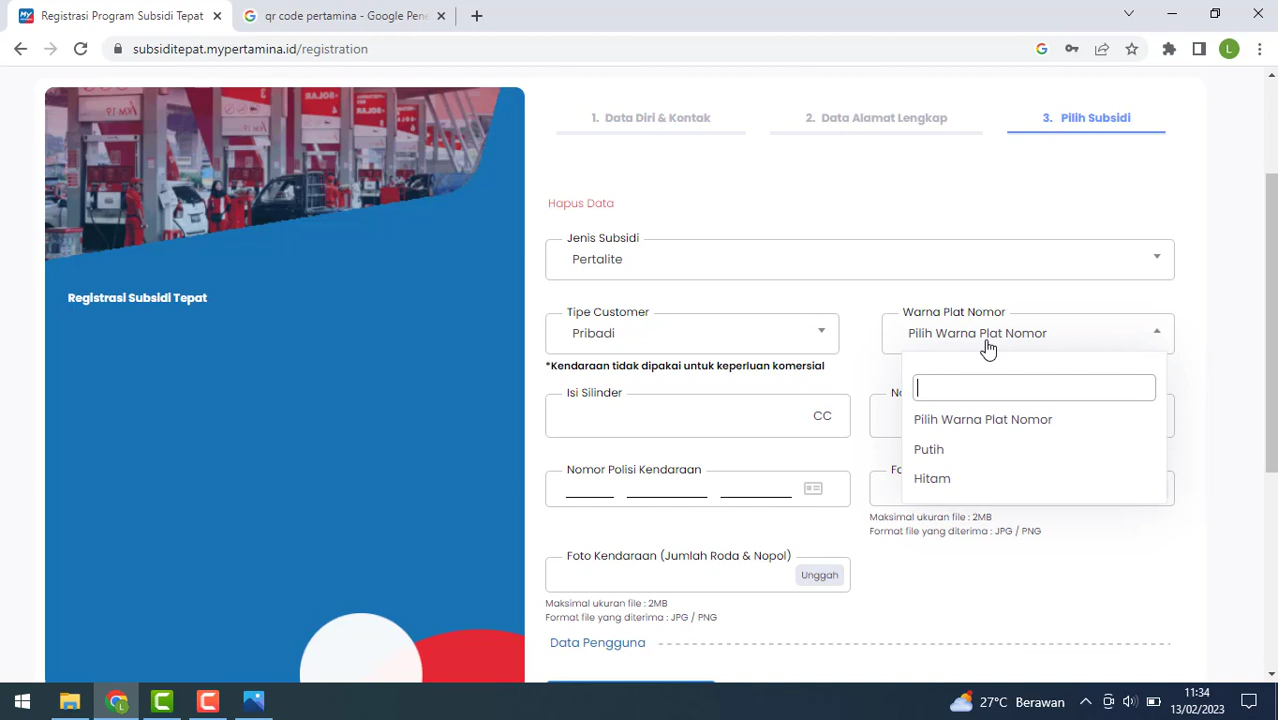 Registrasi Program Subsidi Tepat
qr code pertamina - Google Pene
subsiditepat.mypertamina.id/registration
L
SOLAR
1. Data Diri & Kontak
2. Data Alamat Lengkap
3. Pilih Subsidi
Hapus Data
Jenis Subsidi
Pertalite
Registrasi Subsidi Tepat
Tipe Customer
Pribadi
Warna Plat Nomor
Pilih Warna Plat Nomor
*Kendaraan tidak dipakai untuk keperluan komersial
Isi Silinder
CC
No
Pilih Warna Plat Nomor
Putih
Hitam
Nomor Polisi Kendaraan
Fo
Maksimal ukuran file : 2MB
Format file yang diterima : JPG / PNG
Foto Kendaraan (Jumlah Roda & Nopol)
Unggah
Maksimal ukuran file : 2MB
Format file yang diterima : JPG / PNG
Data Pengguna
27°C Berawan
11:34
13/02/2023